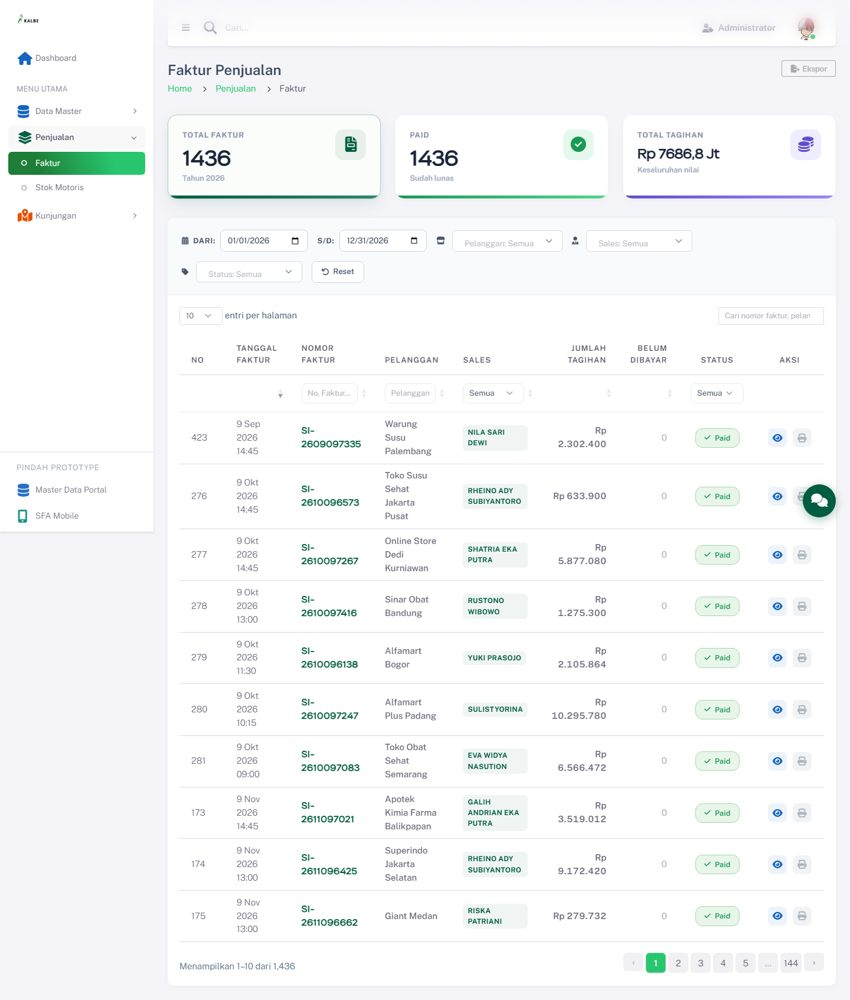 KALBE
Cari...
Administrator
Dashboard
MENU UTAMA
Data Master
Penjualan
Faktur
Stok Motoris
Kunjungan
PINDAH PROTOTYPE
Master Data Portal
SFA Mobile
Faktur Penjualan
Home > Penjualan > Faktur
Ekspor
TOTAL FAKTUR
1436
Tahun 2026
PAID
1436
Sudah lunas
TOTAL TAGIHAN
Rp 7686,8 Jt
Keseluruhan nilai
DARI: 01/01/2026 S/D: 12/31/2026 Pelanggan: Semua Sales: Semua
Status: Semua Reset
10 entri per halaman
Cari nomor faktur, pelan
NO
TANGGAL
FAKTUR
NOMOR
FAKTUR
PELANGGAN
SALES
JUMLAH
TAGIHAN
BELUM
DIBAYAR
STATUS
AKSI
No. Faktur... Pelanggan Semua Semua
423
9 Sep
2026
14:45
SI-
2609097335
Warung
Susu
Palembang
NILA SARI
DEWI
Rp
2.302.400
0
Paid
276
9 Okt
2026
14:45
SI-
2610096573
Toko Susu
Sehat
Jakarta
Pusat
RHEINO ADY
SUBIYANTORO
Rp 633.900
0
Paid
277
9 Okt
2026
14:45
SI-
2610097267
Online Store
Dedi
Kurniawan
SHATRIA EKA
PUTRA
Rp
5.877.080
0
Paid
278
9 Okt
2026
13:00
SI-
2610097416
Sinar Obat
Bandung
RUSTONO
WIBOWO
Rp
1.275.300
0
Paid
279
9 Okt
2026
11:30
SI-
2610096138
Alfamart
Bogor
YUKI PRASOJO
Rp
2.105.864
0
Paid
280
9 Okt
2026
10:15
SI-
2610097247
Alfamart
Plus Padang
SULISTYORINA
Rp
10.295.780
0
Paid
281
9 Okt
2026
09:00
SI-
2610097083
Toko Obat
Sehat
Semarang
EVA WIDYA
NASUTION
Rp
6.566.472
0
Paid
173
9 Nov
2026
14:45
SI-
2611097021
Apotek
Kimia Farma
Balikpapan
GALIH
ANDRIAN EKA
PUTRA
Rp
3.519.012
0
Paid
174
9 Nov
2026
13:00
SI-
2611096425
Superindo
Jakarta
Selatan
RHEINO ADY
SUBIYANTORO
Rp
9.172.420
0
Paid
175
9 Nov
2026
13:00
SI-
2611096662
Giant Medan
RISKA
PATRIANI
Rp 279.732
0
Paid
Menampilkan 1–10 dari 1,436
‹ 1 2 3 4 5 ... 144 ›